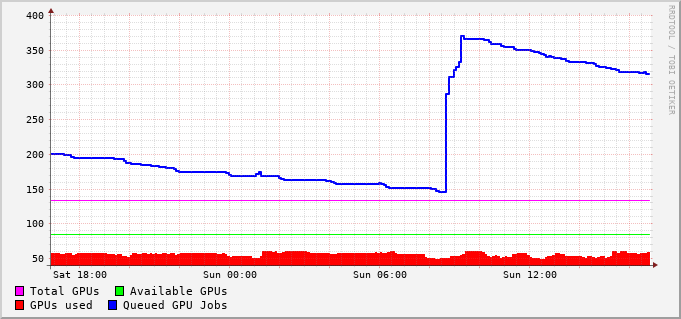 400
350
300
250
200
150
100
50
Sat 18:00 Sun 00:00 Sun 06:00 Sun 12:00
Total GPUs Available GPUs
GPUs used Queued GPU Jobs
RRDTOOL / TOBI OETIKER